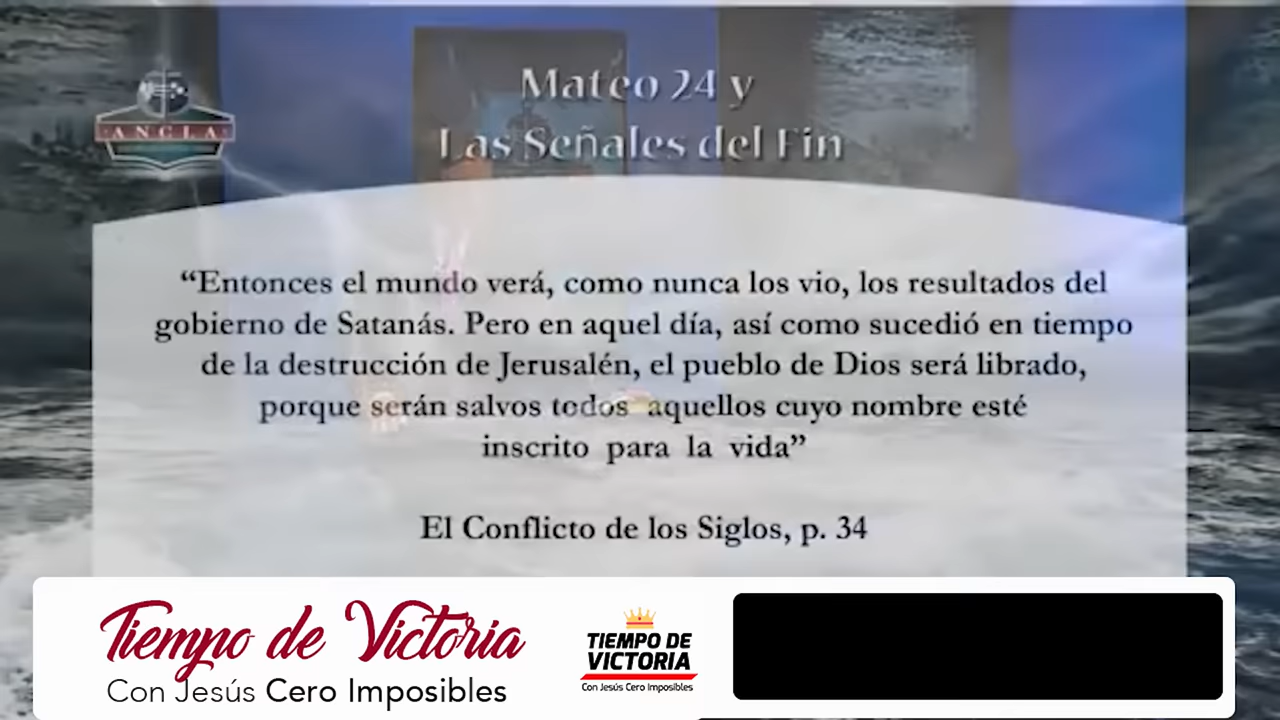 Mateo 24 y
Las Señales del Fin
ANCLA
“Entonces el mundo verá, como nunca los vio, los resultados del
gobierno de Satanás. Pero en aquel día, así como sucedió en tiempo
de la destrucción de Jerusalén, el pueblo de Dios será librado,
porque serán salvos todos aquellos cuyo nombre esté
inscrito para la vida”
El Conflicto de los Siglos, p. 34
Tiempo de Victoria
Con Jesús Cero Imposibles
TIEMPO DE
VICTORIA
Con Jesús Cero Imposibles